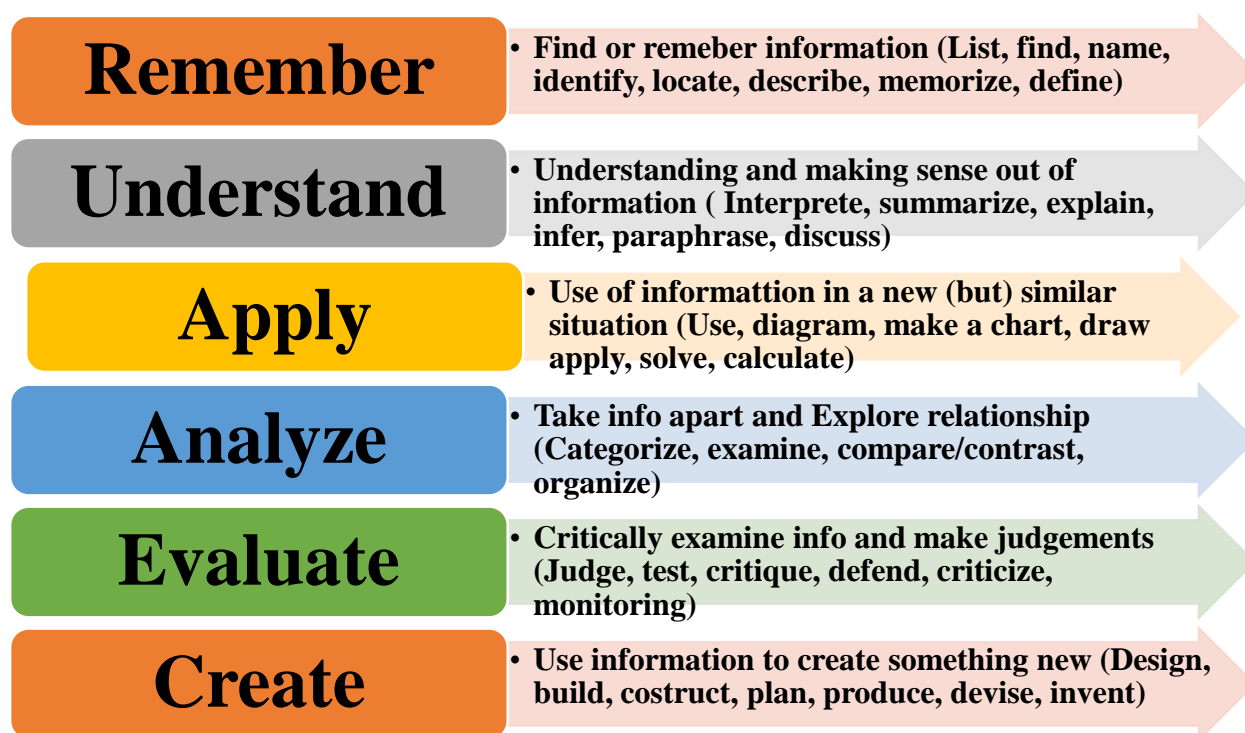 Remember
• Find or remeber information (List, find, name,
identify, locate, describe, memorize, define)
Understand
• Understanding and making sense out of
information ( Interprete, summarize, explain,
infer, paraphrase, discuss)
Apply
• Use of informattion in a new (but) similar
situation (Use, diagram, make a chart, draw
apply, solve, calculate)
Analyze
• Take info apart and Explore relationship
(Categorize, examine, compare/contrast,
organize)
Evaluate
• Critically examine info and make judgements
(Judge, test, critique, defend, criticize,
monitoring)
Create
• Use information to create something new (Design,
build, costruct, plan, produce, devise, invent)